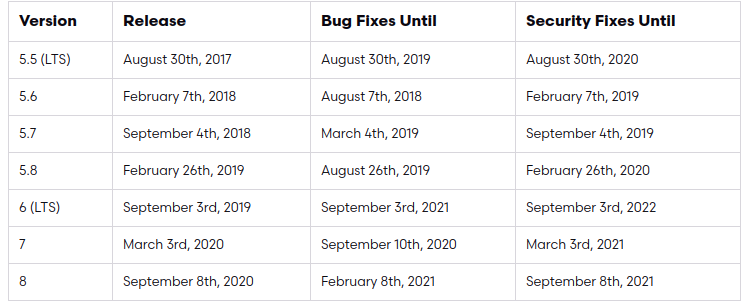 Version Release Bug Fixes Until Security Fixes Until
5.5 (LTS) August 30th, 2017 August 30th, 2019 August 30th, 2020
5.6 February 7th, 2018 August 7th, 2018 February 7th, 2019
5.7 September 4th, 2018 March 4th, 2019 September 4th, 2019
5.8 February 26th, 2019 August 26th, 2019 February 26th, 2020
6 (LTS) September 3rd, 2019 September 3rd, 2021 September 3rd, 2022
7 March 3rd, 2020 September 10th, 2020 March 3rd, 2021
8 September 8th, 2020 February 8th, 2021 September 8th, 2021